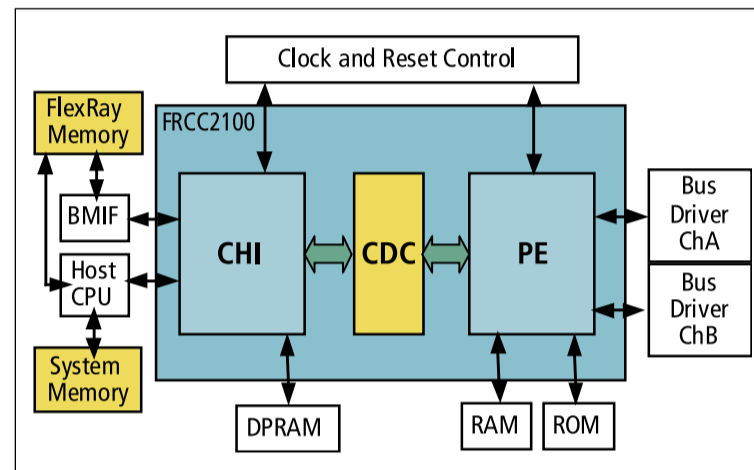 Clock and Reset Control
FlexRay
Memory
FRCC2100
BMIF
Host
CPU
System
Memory
CHI
CDC
PE
Bus
Driver
ChA
Bus
Driver
ChB
DPRAM
RAM
ROM